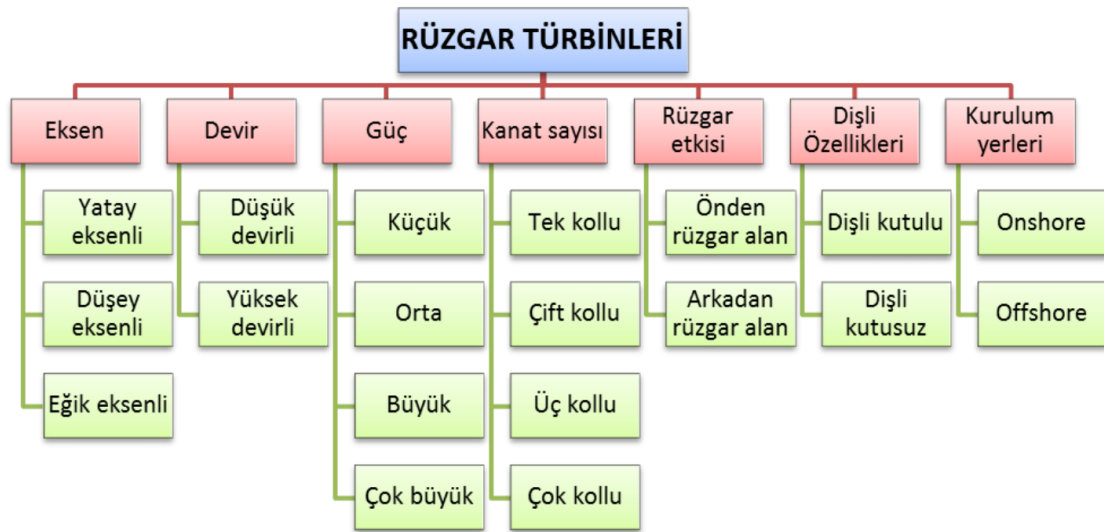 RÜZGAR TÜRBİNLERİ
Eksen
Yatay
eksenli
Düşey
eksenli
Eğik eksenli
Devir
Düşük
devirli
Yüksek
devirli
Güç
Küçük
Orta
Büyük
Çok büyük
Kanat sayısı
Tek kollu
Çift kollu
Üç kollu
Çok kollu
Rüzgar
etkisi
Önden
rüzgar alan
Arkadan
rüzgar alan
Dişli
Özellikleri
Dişli kutulu
Dişli
kutusuz
Kurulum
yerleri
Onshore
Offshore